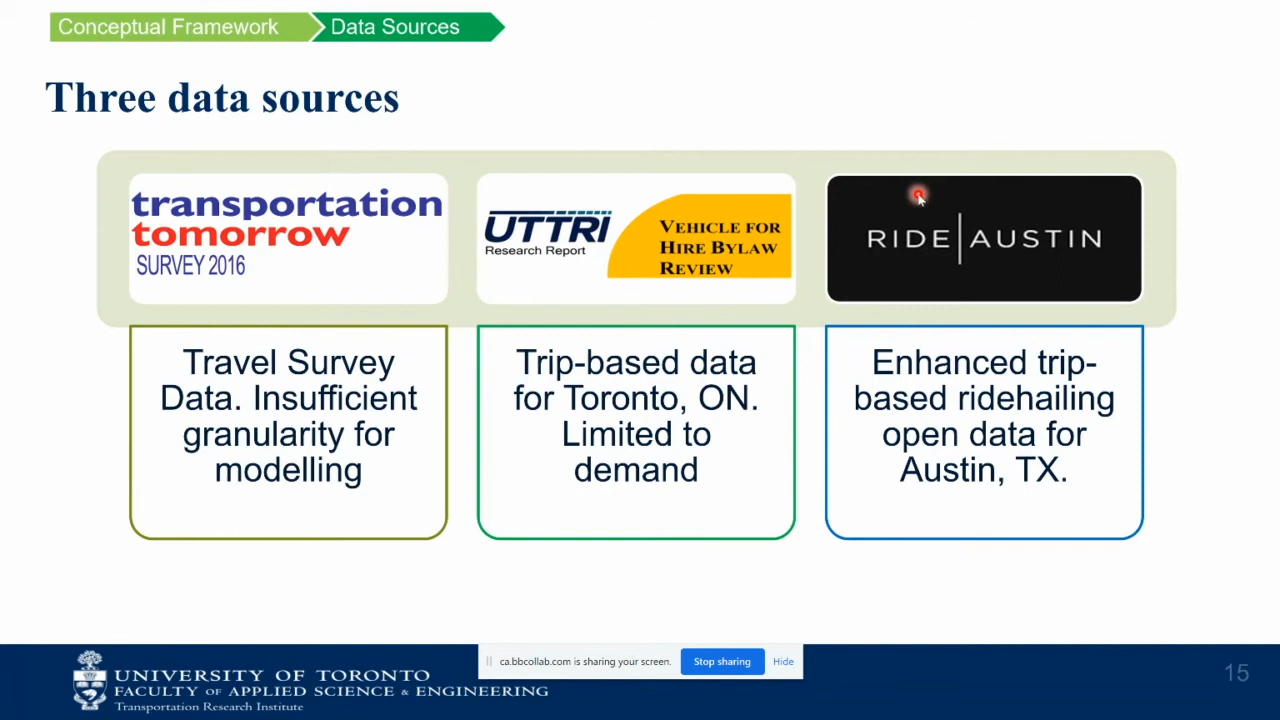 Conceptual Framework
Data Sources
Three data sources
transportation
tomorrow
SURVEY 2016
UTTRI
Research Report
VEHICLE FOR
HIRE BYLAW
REVIEW
RIDE | AUSTIN
Travel Survey
Data. Insufficient
granularity for
modelling
Trip-based data
for Toronto, ON.
Limited to
demand
Enhanced trip-
based ridehailing
open data for
Austin, TX.
UNIVERSITY OF TORONTO
FACULTY OF APPLIED SCIENCE & ENGINEERING
Transportation Research Institute
ca.bbcollab.com is sharing your screen.
Stop sharing
Hide
15